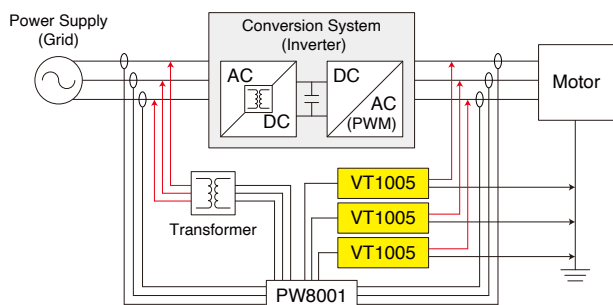 Power Supply
(Grid)
Conversion System
(Inverter)
AC
DC
DC
AC
(PWM)
Motor
Transformer
VT1005
VT1005
VT1005
PW8001